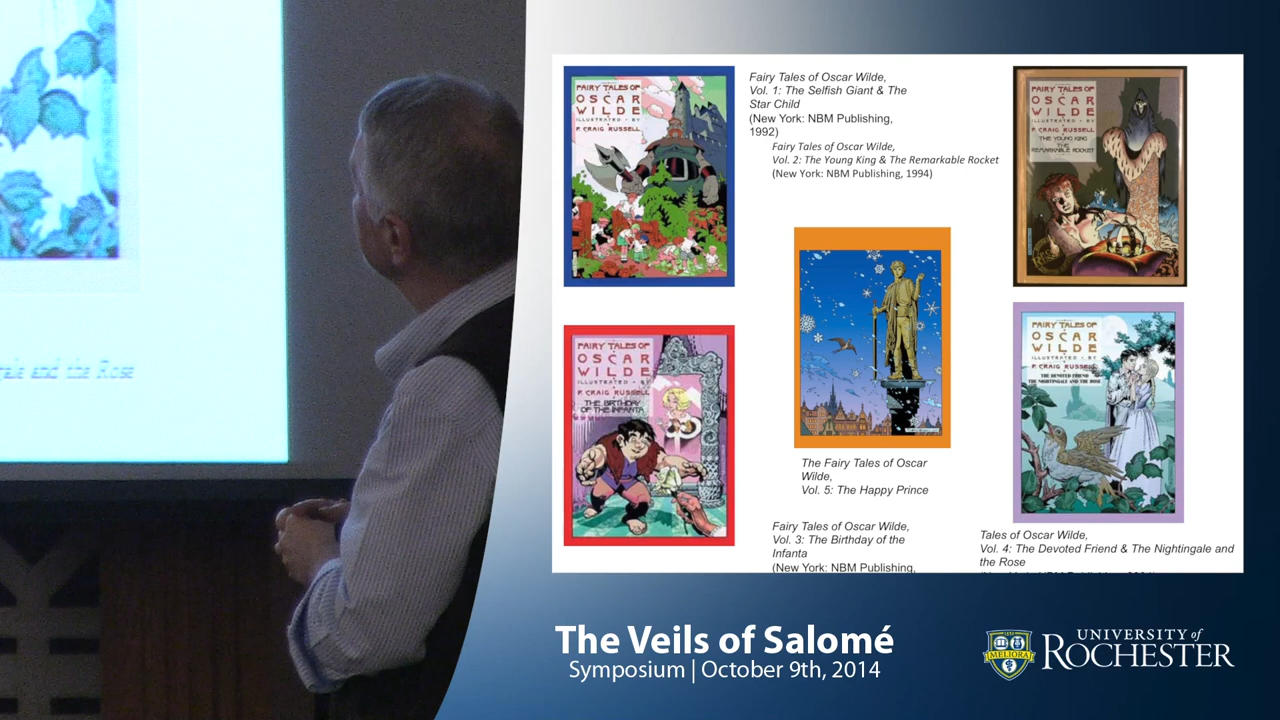 FAIRY TALES OF
OSCAR
WILDE
ILLUSTRATED · BY
P. CRAIG RUSSELL
Fairy Tales of Oscar Wilde,
Vol. 1: The Selfish Giant & The
Star Child
(New York: NBM Publishing,
1992)
Fairy Tales of Oscar Wilde,
Vol. 2: The Young King & The Remarkable Rocket
(New York: NBM Publishing, 1994)
FAIRY TALES OF
OSCAR
WILDE
ILLUSTRATED · BY
P. CRAIG RUSSELL
THE YOUNG KING
THE
REMARKABLE ROCKET
FAIRY TALES OF
OSCAR
WILDE
ILLUSTRATED · BY
P. CRAIG RUSSELL
THE BIRTHDAY
OF THE INFANTA
FAIRY TALES OF
OSCAR
WILDE
ILLUSTRATED · BY
P. CRAIG RUSSELL
THE DEVOTED FRIEND
THE NIGHTINGALE AND THE ROSE
The Fairy Tales of Oscar
Wilde,
Vol. 5: The Happy Prince
Fairy Tales of Oscar Wilde,
Vol. 3: The Birthday of the
Infanta
(New York: NBM Publishing,
Tales of Oscar Wilde,
Vol. 4: The Devoted Friend & The Nightingale and
the Rose
and the Rose
The Veils of Salomé
Symposium | October 9th, 2014
MELIORA
UNIVERSITY of
ROCHESTER